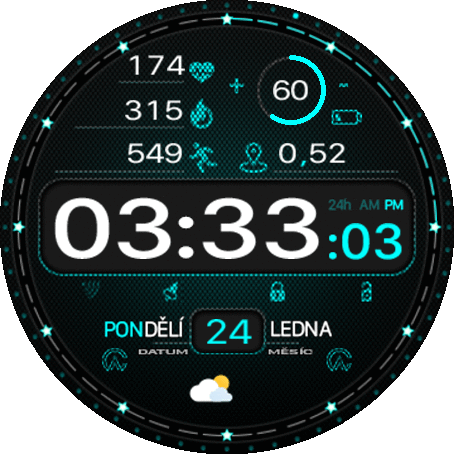 174
60
315
549 0,52
03:33:03 24h AM PM
PONDĚLÍ 24 LEDNA
DATUM MĚSÍC